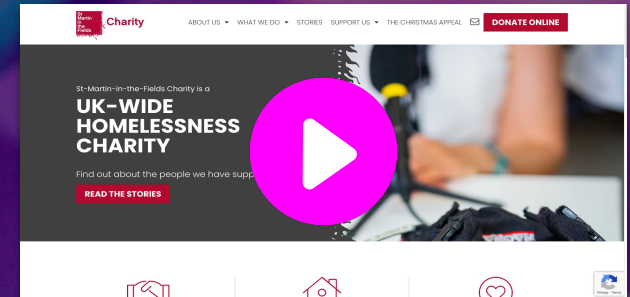 St
Martin
in
the
Fields
Charity
ABOUT US WHAT WE DO STORIES SUPPORT US THE CHRISTMAS APPEAL DONATE ONLINE
St-Martin-in-the-Fields Charity is a
UK-WIDE
HOMELESSNESS
CHARITY
Find out about the people we have supp
READ THE STORIES
Privacy - Terms